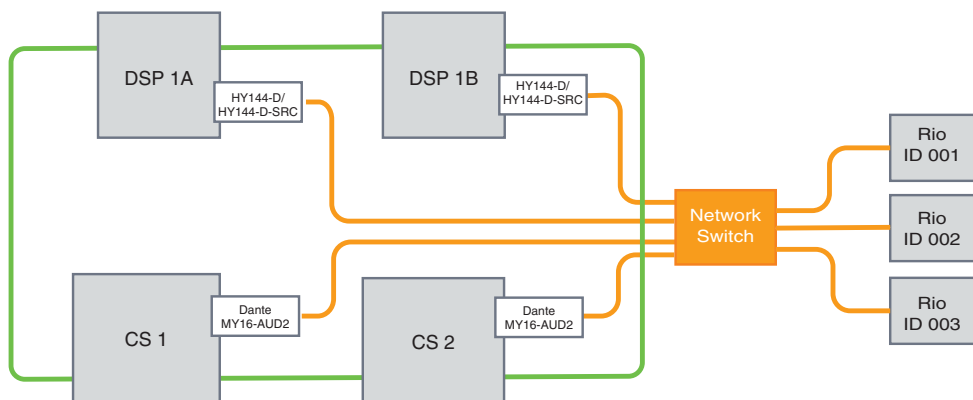 DSP 1A
HY144-D/
HY144-D-SRC
DSP 1B
HY144-D/
HY144-D-SRC
Rio
ID 001
Network
Switch
Rio
ID 002
CS 1
Dante
MY16-AUD2
CS 2
Dante
MY16-AUD2
Rio
ID 003